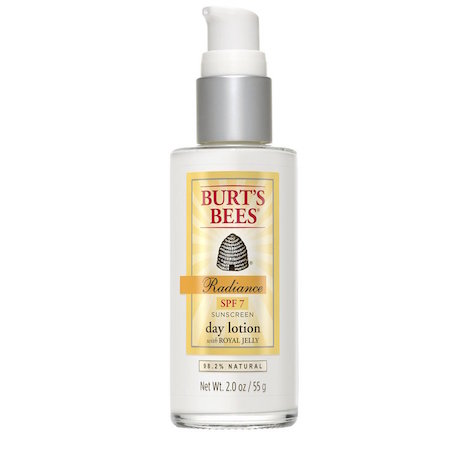 BURT'S
BEES®
®
Radiance
SPF 7
SUNSCREEN
day lotion
with ROYAL JELLY
98.2% NATURAL
Net Wt. 2.0 oz / 55 g